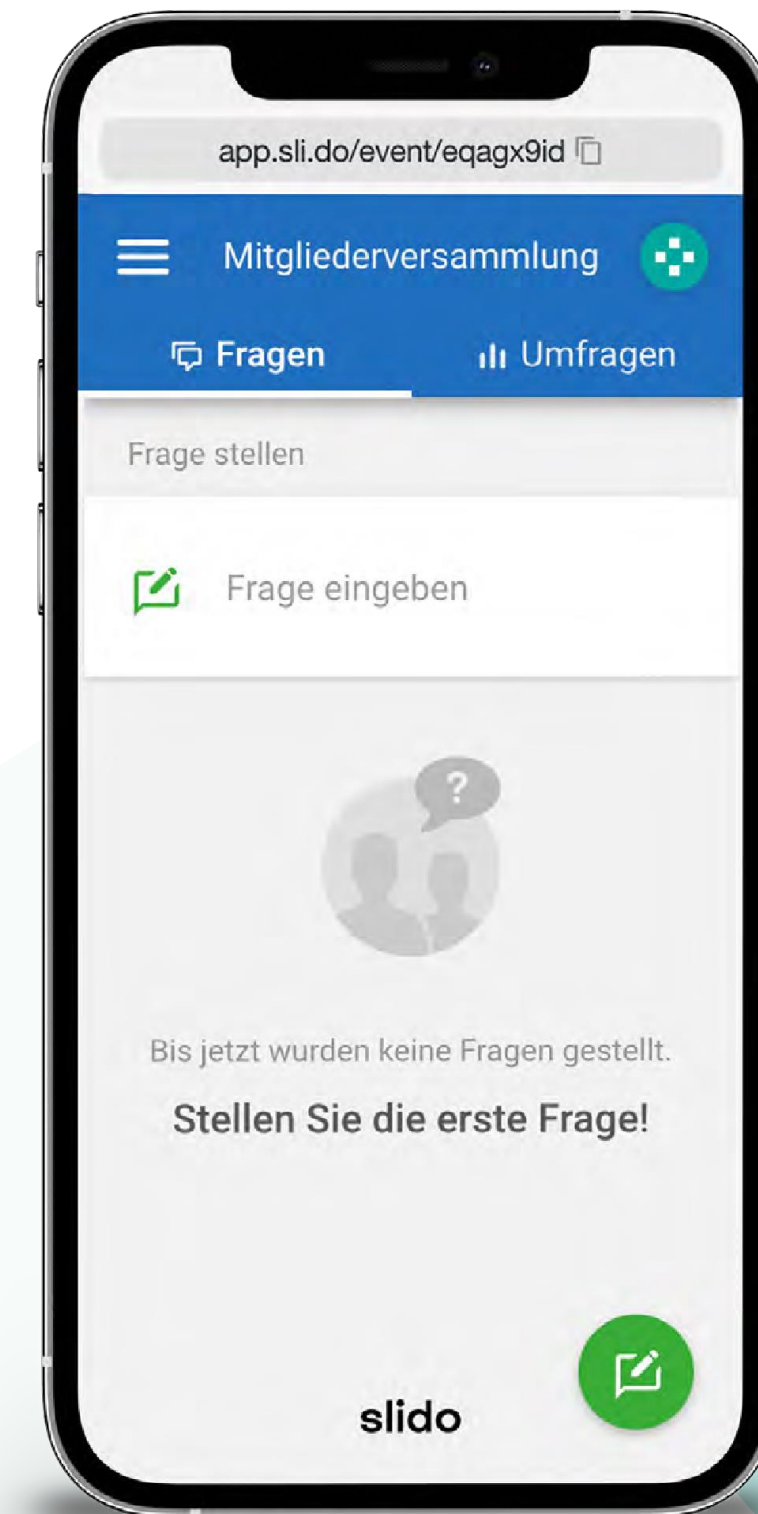 app.sli.do/event/eqagx9id
Mitgliederversammlung
Fragen
Umfragen
Frage stellen
Frage eingeben
?
Bis jetzt wurden keine Fragen gestellt.
Stellen Sie die erste Frage!
slido